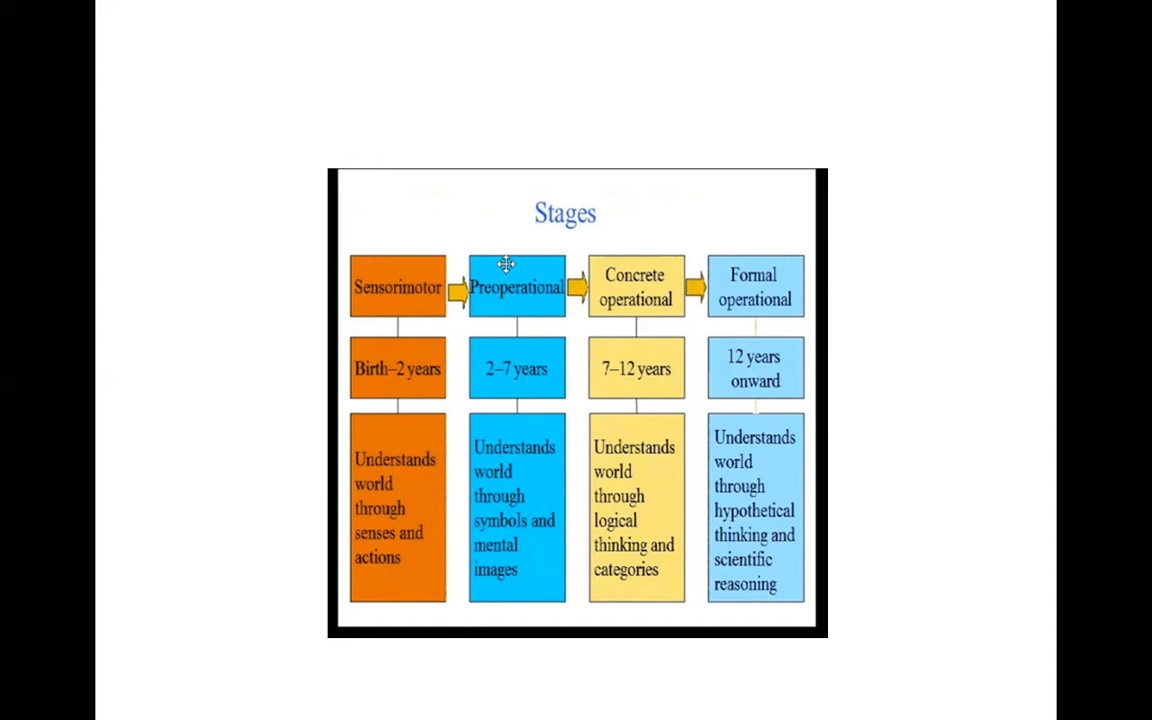 Stages
Sensorimotor
Preoperational
Concrete
operational
Formal
operational
Birth–2 years
2–7 years
7–12 years
12 years
onward
Understands
world
through
senses and
actions
Understands
world
through
symbols and
mental
images
Understands
world
through
logical
thinking and
categories
Understands
world
through
hypothetical
thinking and
scientific
reasoning